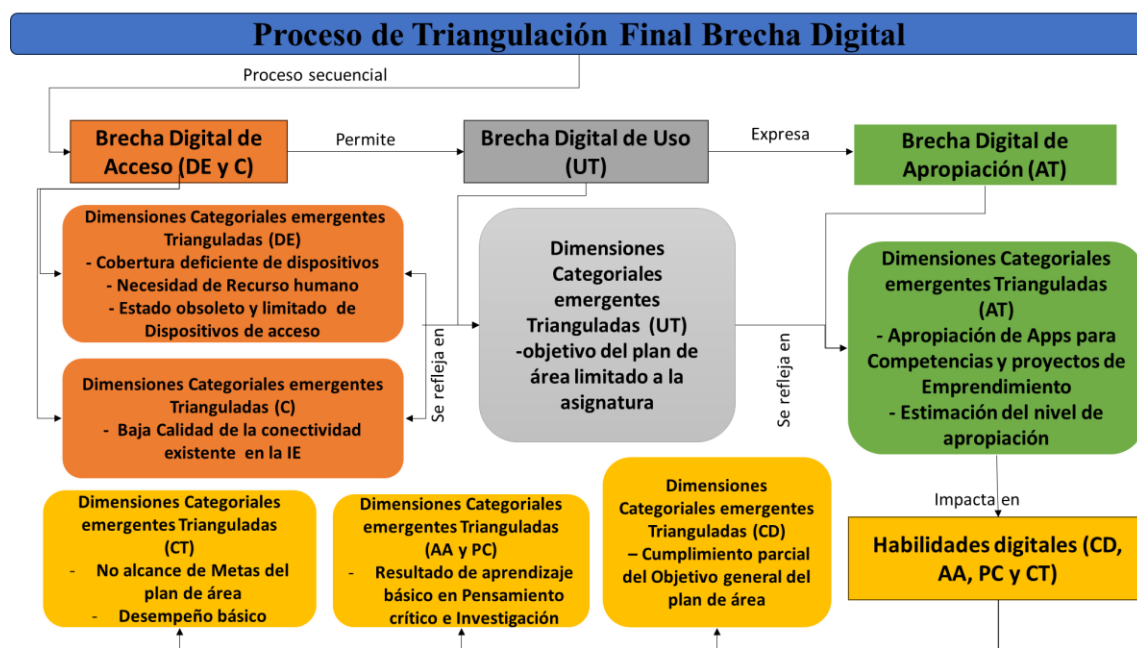 Proceso de Triangulación Final Brecha Digital
Proceso secuencial
Brecha Digital de
Acceso (DE y C)
Permite
Brecha Digital de Uso
(UT)
Expresa
Brecha Digital de
Apropiación (AT)
Dimensiones Categoriales emergentes
Trianguladas (DE)
- Cobertura deficiente de dispositivos
- Necesidad de Recurso humano
- Estado obsoleto y limitado de
Dispositivos de acceso
Dimensiones Categoriales emergentes
Trianguladas (C)
- Baja Calidad de la conectividad
existente en la IE
Se refleja en
Dimensiones
Categoriales
emergentes
Trianguladas (UT)
-objetivo del plan de
área limitado a la
asignatura
Se refleja en
Dimensiones Categoriales
emergentes Trianguladas
(AT)
- Apropiación de Apps para
Competencias y proyectos de
Emprendimiento
- Estimación del nivel de
apropiación
Impacta en
Habilidades digitales (CD,
AA, PC y CT)
Dimensiones Categoriales
emergentes Trianguladas
(CT)
- No alcance de Metas del
plan de área
- Desempeño básico
Dimensiones Categoriales
emergentes Trianguladas
(AA y PC)
- Resultado de aprendizaje
básico en Pensamiento
crítico e Investigación
Dimensiones
Categoriales emergentes
Trianguladas (CD)
– Cumplimiento parcial
del Objetivo general del
plan de área